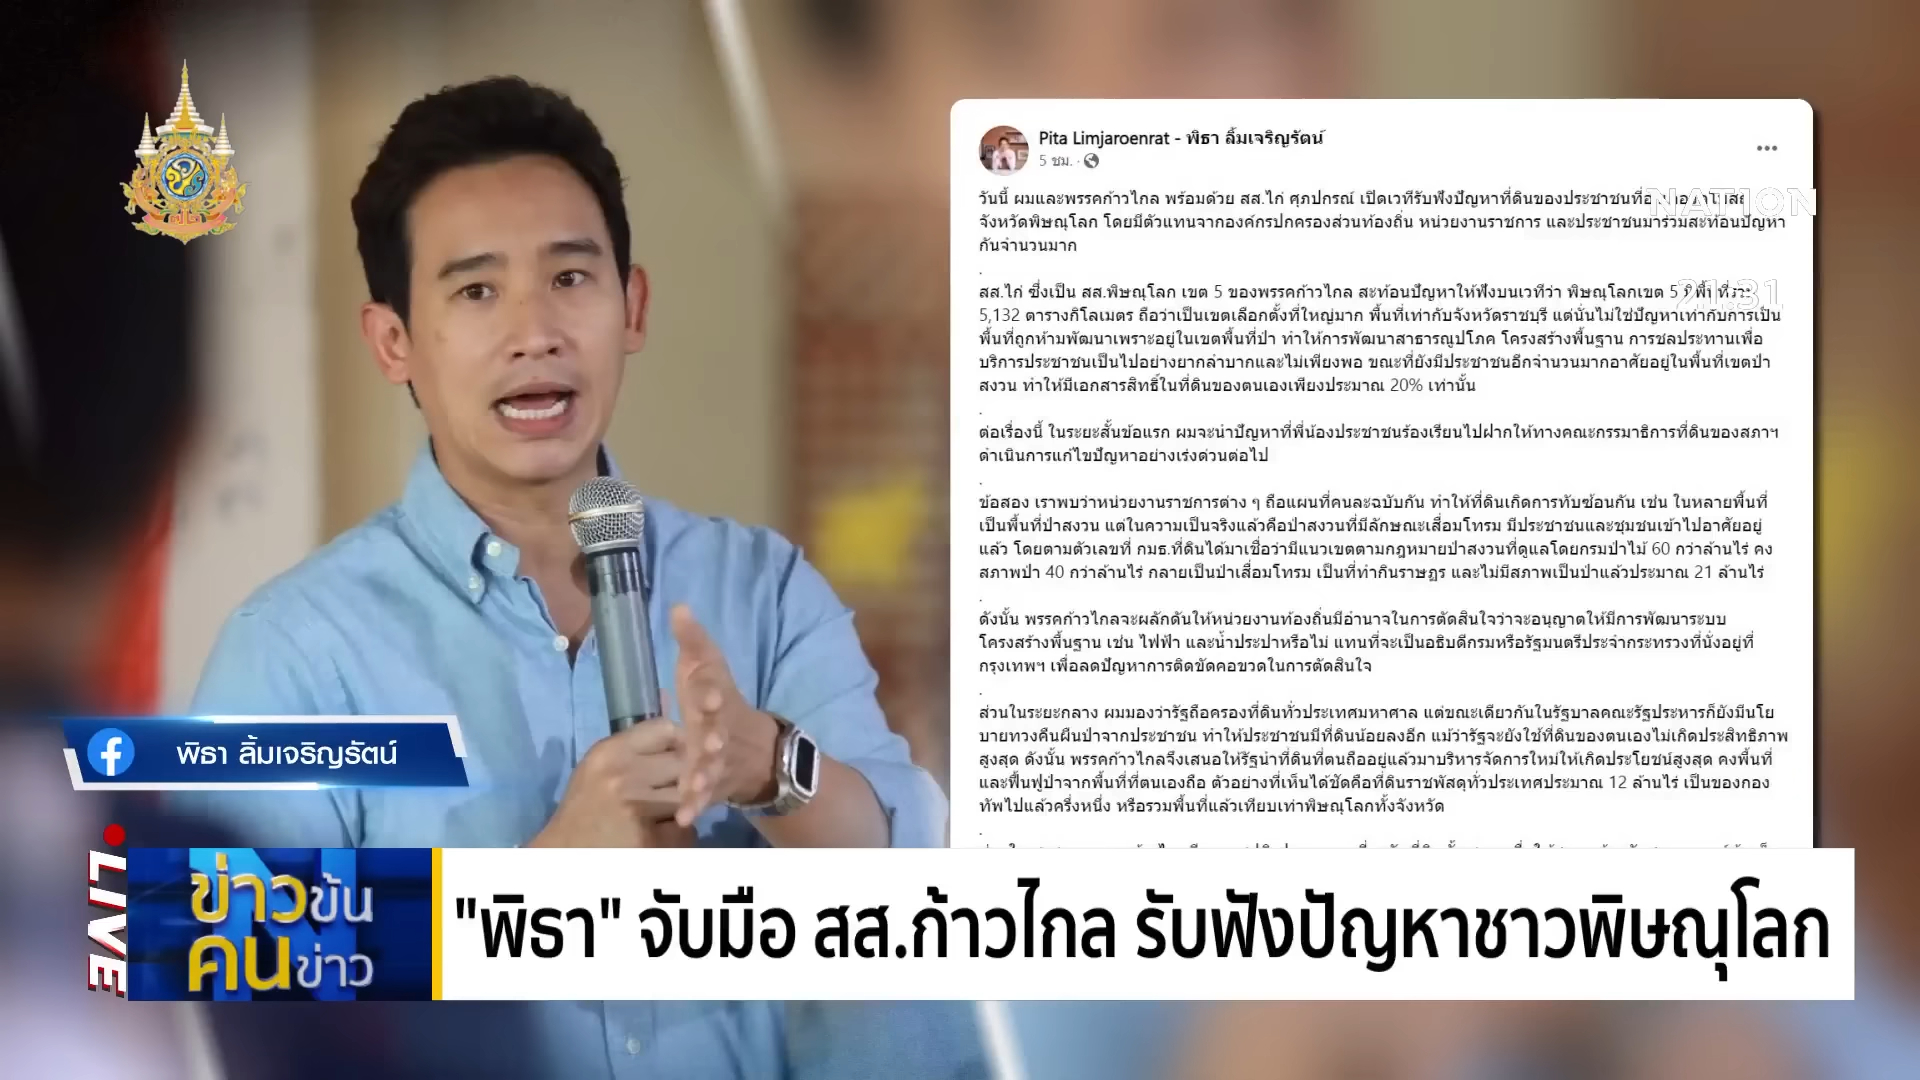 Pita Limjaroenrat - พิธา ลิ้มเจริญรัตน์
5 ชม.
NATION
21:31
วันนี้ ผมและพรรคก้าวไกล พร้อมด้วย สส.ไก่ ศุภปกรณ์ เปิดเวทีรับฟังปัญหาที่ดินของประชาชนที่
จังหวัดพิษณุโลก โดยมีตัวแทนจากองค์กรปกครองส่วนท้องถิ่น หน่วยงานราชการ และประชาชนมาร่วมสะท้อนปัญหา
กันจำนวนมาก
.
สส.ไก่ ซึ่งเป็น สส.พิษณุโลก เขต 5 ของพรรคก้าวไกล สะท้อนปัญหาให้ฟังบนเวทีว่า พิษณุโลกเขต 5
5,132 ตารางกิโลเมตร ถือว่าเป็นเขตเลือกตั้งที่ใหญ่มาก พื้นที่เท่ากับจังหวัดราชบุรี แต่นั่นไม่ใช่ปัญหาเท่ากับการเป็น
พื้นที่ถูกห้ามพัฒนาเพราะอยู่ในเขตพื้นที่ป่า ทำให้การพัฒนาสาธารณูปโภค โครงสร้างพื้นฐาน การชลประทานเพื่อ
บริการประชาชนเป็นไปอย่างยากลำบากและไม่เพียงพอ ขณะที่ยังมีประชาชนอีกจำนวนมากอาศัยอยู่ในพื้นที่เขตป่า
สงวน ทำให้มีเอกสารสิทธิ์ในที่ดินของตนเองเพียงประมาณ 20% เท่านั้น
.
ต่อเรื่องนี้ ในระยะสั้นข้อแรก ผมจะนำปัญหาที่พี่น้องประชาชนร้องเรียนไปฝากให้ทางคณะกรรมาธิการที่ดินของสภาฯ
ดำเนินการแก้ไขปัญหาอย่างเร่งด่วนต่อไป
.
ข้อสอง เราพบว่าหน่วยงานราชการต่าง ๆ ถือแผนที่คนละฉบับกัน ทำให้ที่ดินเกิดการทับซ้อนกัน เช่น ในหลายพื้นที่
เป็นพื้นที่ป่าสงวน แต่ในความเป็นจริงแล้วคือป่าสงวนที่มีลักษณะเสื่อมโทรม มีประชาชนและชุมชนเข้าไปอาศัยอยู่
แล้ว โดยตามตัวเลขที่ กมธ.ที่ดินได้มาเชื่อว่ามีแนวเขตตามกฎหมายป่าสงวนที่ดูแลโดยกรมป่าไม้ 60 กว่าล้านไร่ คง
สภาพป่า 40 กว่าล้านไร่ กลายเป็นป่าเสื่อมโทรม เป็นที่ทำกินราษฎร และไม่มีสภาพเป็นป่าแล้วประมาณ 21 ล้านไร่
.
ดังนั้น พรรคก้าวไกลจะผลักดันให้หน่วยงานท้องถิ่นมีอำนาจในการตัดสินใจว่าจะอนุญาตให้มีการพัฒนาระบบ
โครงสร้างพื้นฐาน เช่น ไฟฟ้า และน้ำประปาหรือไม่ แทนที่จะเป็นอธิบดีกรมหรือรัฐมนตรีประจำกระทรวงที่นั่งอยู่ที่
กรุงเทพฯ เพื่อลดปัญหาการติดขัดคอขวดในการตัดสินใจ
.
ส่วนในระยะกลาง ผมมองว่ารัฐถือครองที่ดินทั่วประเทศมหาศาล แต่ขณะเดียวกันในรัฐบาลคณะรัฐประหารก็ยังมีนโย
บายทวงคืนผืนป่าจากประชาชน ทำให้ประชาชนมีที่ดินน้อยลงอีก แม้ว่ารัฐจะยังใช้ที่ดินของตนเองไม่เกิดประสิทธิภาพ
สูงสุด ดังนั้น พรรคก้าวไกลจึงเสนอให้รัฐนำที่ดินที่ตนถืออยู่แล้วมาบริหารจัดการใหม่ให้เกิดประโยชน์สูงสุด คงพื้นที่
และฟื้นฟูป่าจากพื้นที่ที่ตนเองถือ ตัวอย่างที่เห็นได้ชัดคือที่ดินราชพัสดุทั่วประเทศประมาณ 12 ล้านไร่ เป็นของกอง
ทัพไปแล้วครึ่งหนึ่ง หรือรวมพื้นที่แล้วเทียบเท่าพิษณุโลกทั้งจังหวัด
.
พิธา ลิ้มเจริญรัตน์
LIVE
ข่าวข้น
คนข่าว
"พิธา" จับมือ สส.ก้าวไกล รับฟังปัญหาชาวพิษณุโลก